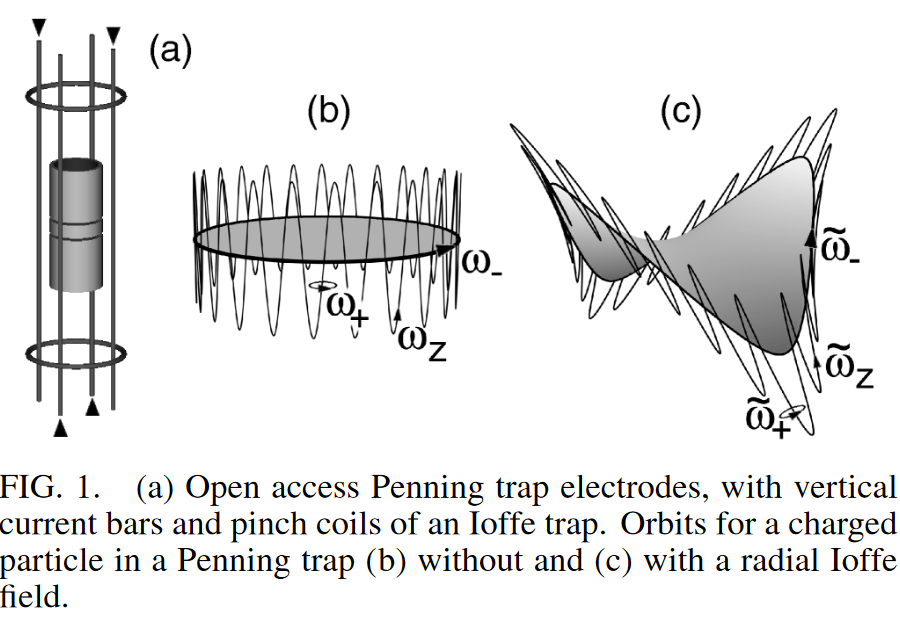 (a)
(b)
(c)
ω-
ω+
ωz
ω̃-
ω̃z
ω̃+
FIG. 1. (a) Open access Penning trap electrodes, with vertical
current bars and pinch coils of an Ioffe trap. Orbits for a charged
particle in a Penning trap (b) without and (c) with a radial Ioffe
field.